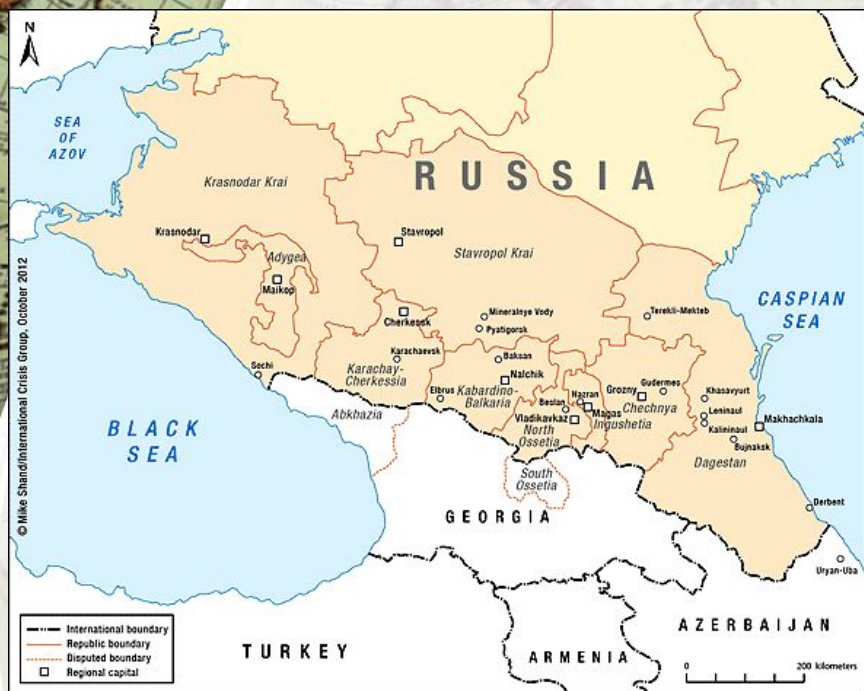 N
SEA
OF
AZOV
Krasnodar Krai
RUSSIA
Krasnodar
Stavropol
Adygea
Stavropol Krai
Maikop
CASPIAN
SEA
Cherkessk
Mineralnye Vody
Pyatigorsk
Terekli-Mekteb
Karachaevsk
Karachay-
Cherkessia
Baksan
Nalchik
Sochi
Elbrus
Kabardino-
Balkaria
Beslan
Nazran
Magas
Ingushetia
Grozny
Gudermes
Chechnya
Khasavyurt
Leninaul
Kalininaul
Makhachkala
Bujnaksk
Abkhazia
Vladikavkaz
North
Ossetia
Dagestan
BLACK
SEA
South
Ossetia
GEORGIA
Derbent
Uryan-Uba
© Mike Shand/International Crisis Group, October 2012
International boundary
Republic boundary
Disputed boundary
Regional capital
TURKEY
ARMENIA
AZERBAIJAN
0 200 kilometers